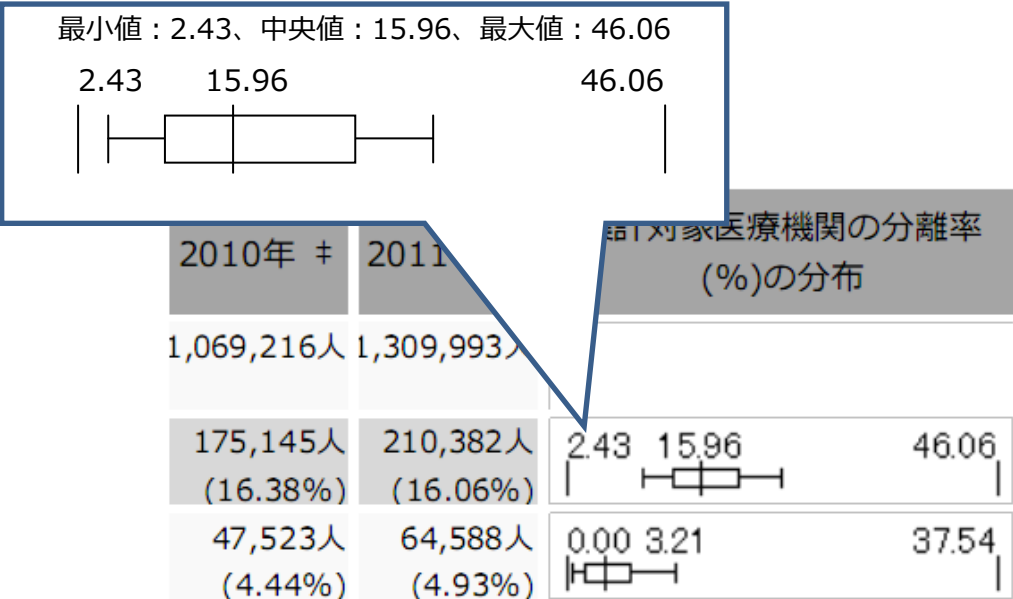 最小値：2.43、中央値：15.96、最大値：46.06
2.43 15.96 46.06
2010年 ‡ 2011 計対象医療機関の分離率
(%)の分布
1,069,216人 1,309,993人
175,145人 210,382人 2.43 15.96 46.06
(16.38%) (16.06%)
47,523人 64,588人 0.00 3.21 37.54
(4.44%) (4.93%)